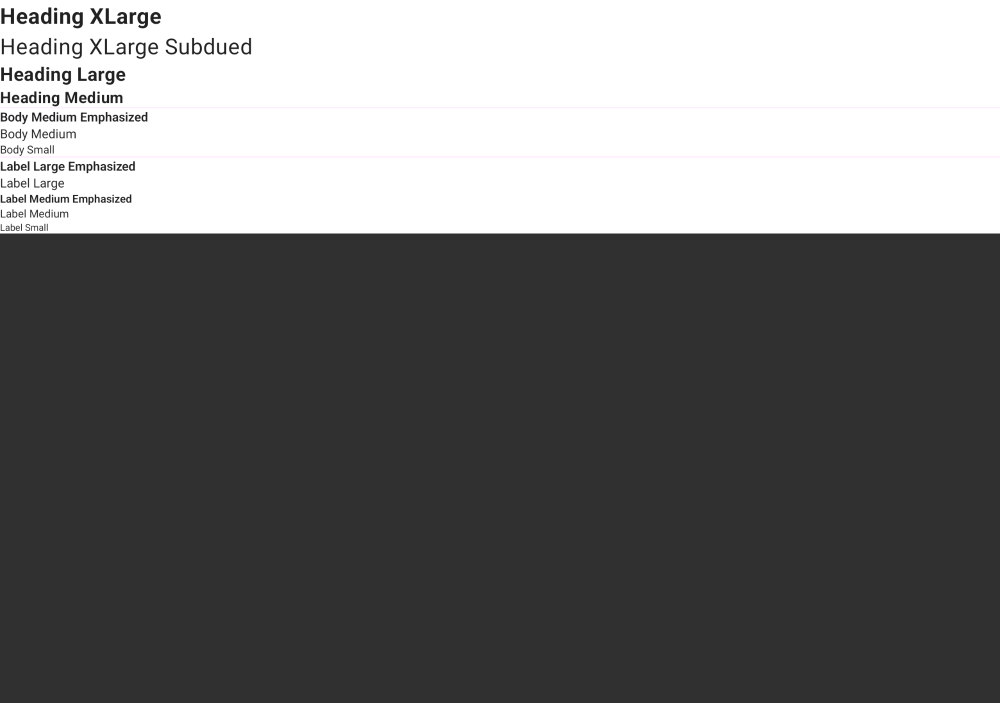 Heading XLarge
Heading XLarge Subdued
Heading Large
Heading Medium
Body Medium Emphasized
Body Medium
Body Small
Label Large Emphasized
Label Large
Label Medium Emphasized
Label Medium
Label Small